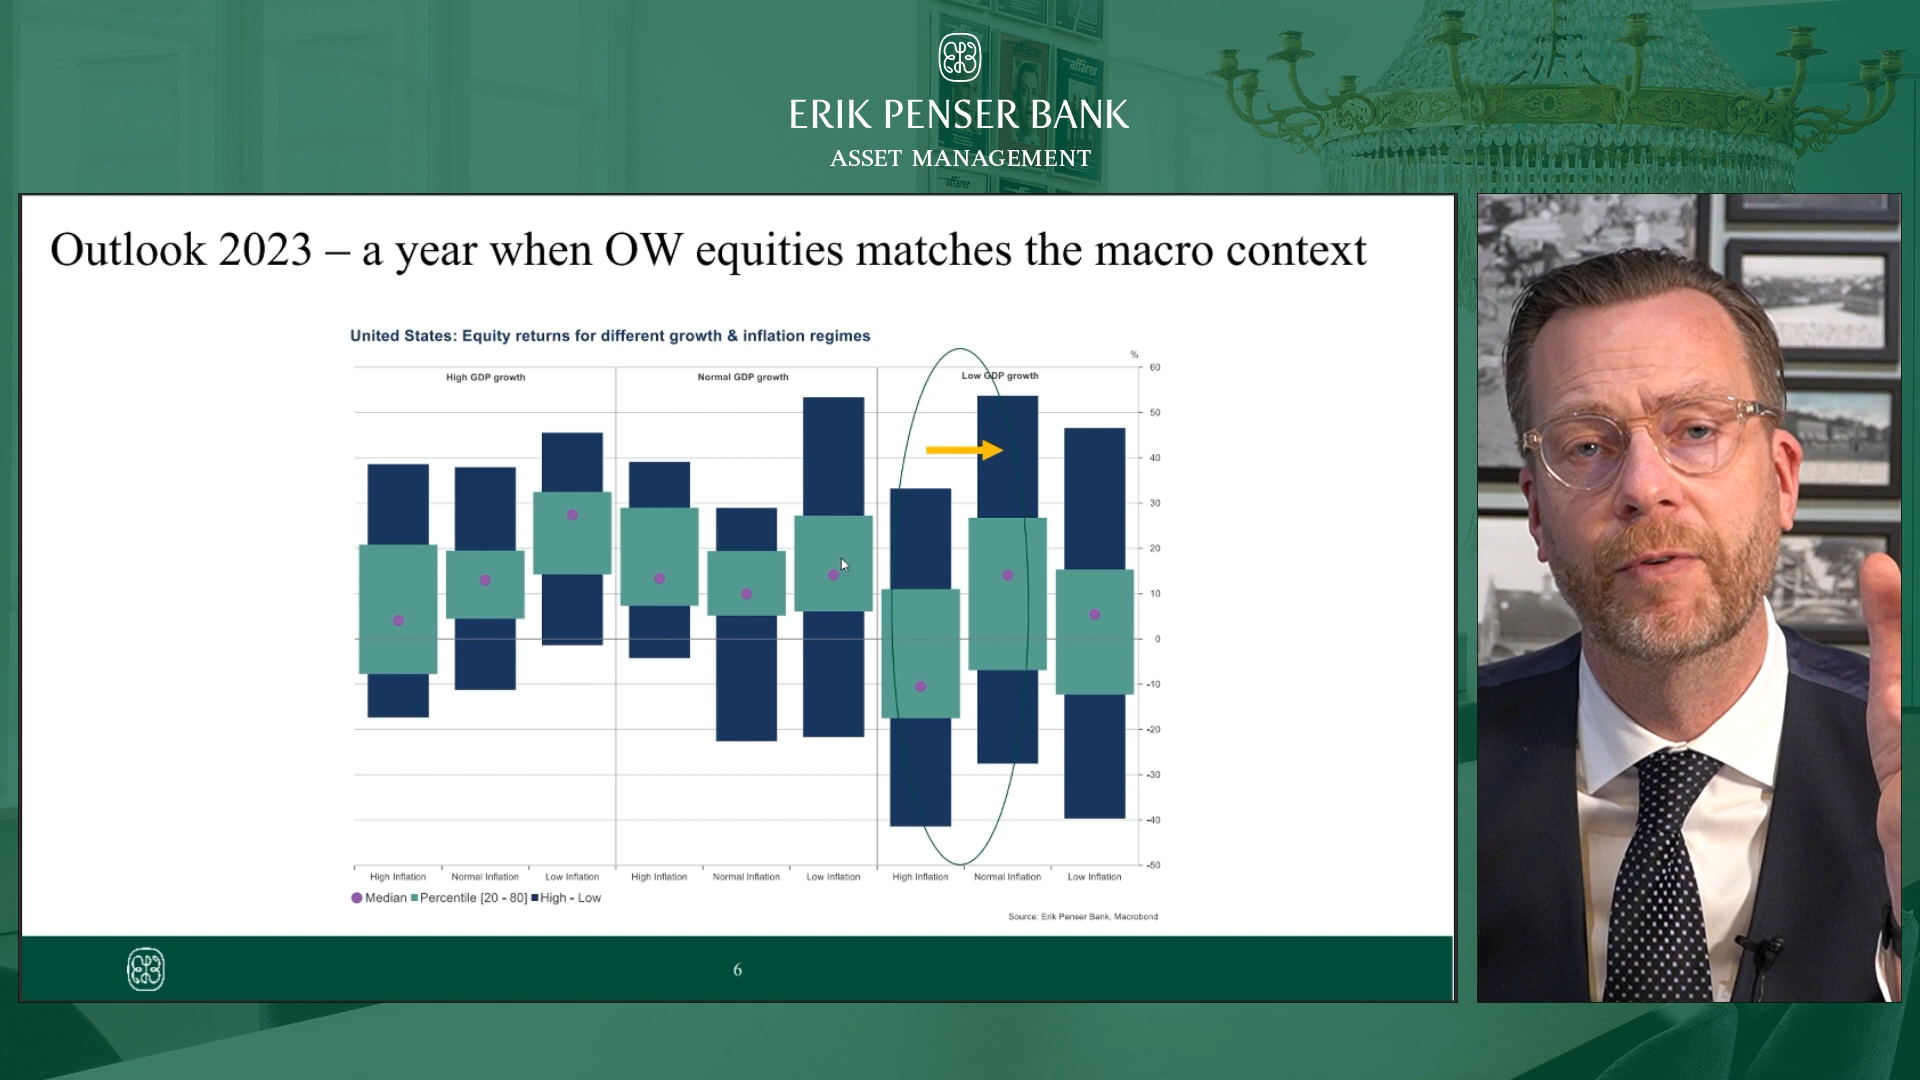 affärer
affärer
ERIK PENSER BANK
ASSET MANAGEMENT
affärer
Outlook 2023 – a year when OW equities matches the macro context
United States: Equity returns for different growth & inflation regimes
%
High GDP growth
Normal GDP growth
Low GDP growth
60
50
40
30
20
10
0
-10
-20
-30
-40
-50
High Inflation
Normal Inflation
Low Inflation
High Inflation
Normal Inflation
Low Inflation
High Inflation
Normal Inflation
Low Inflation
Median Percentile [20 - 80] High - Low
Source: Erik Penser Bank, Macrobond
6